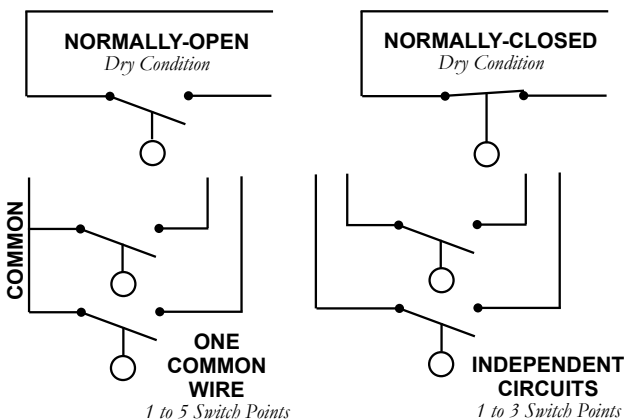 NORMALLY-OPEN
Dry Condition
NORMALLY-CLOSED
Dry Condition
COMMON
ONE
COMMON
WIRE
1 to 5 Switch Points
INDEPENDENT
CIRCUITS
1 to 3 Switch Points